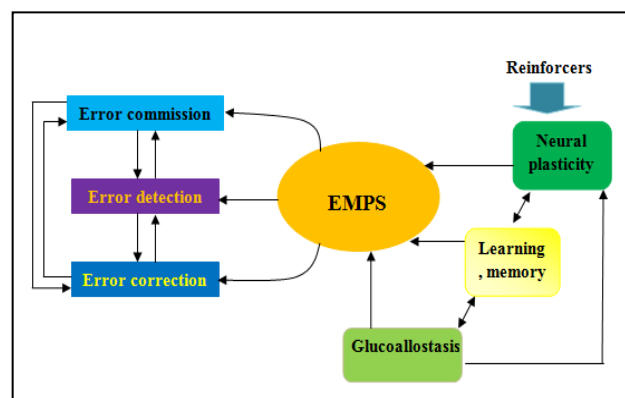 Reinforcers
Error commission
Neural
plasticity
Error detection
EMPS
Learning
, memory
Error correction
Glucoallostasis